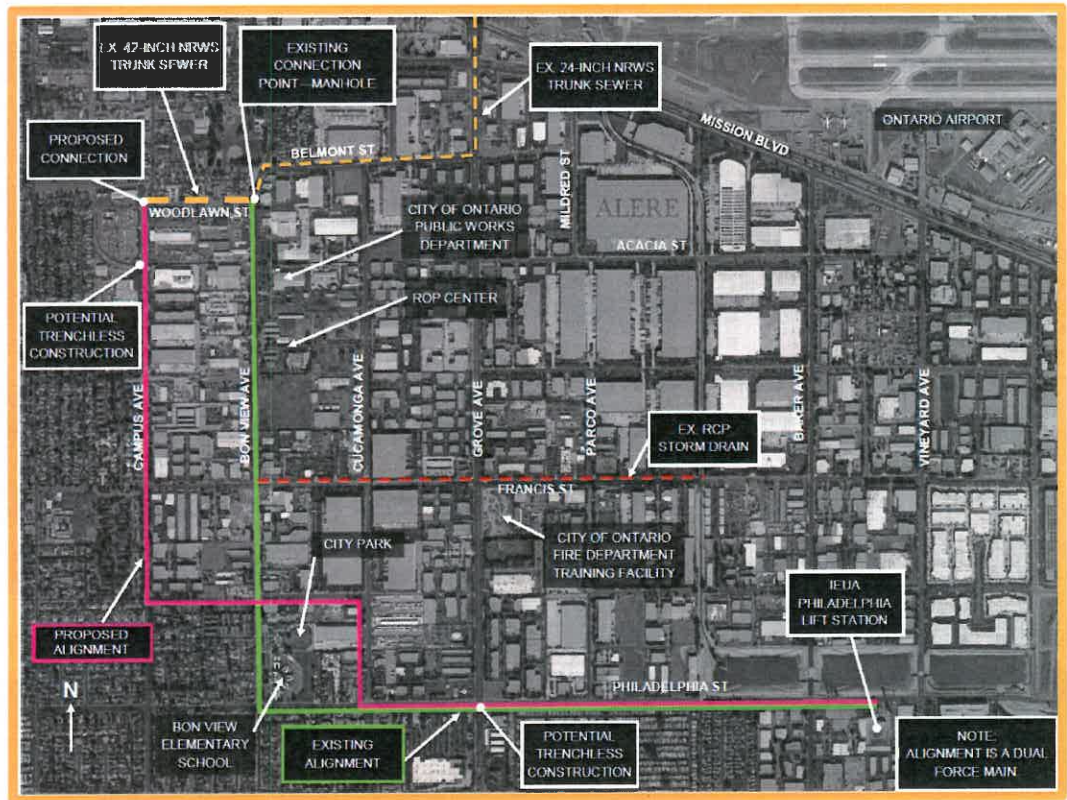 EX. 42-INCH NRWS
TRUNK SEWER
EXISTING
CONNECTION
POINT – MANHOLE
EX. 24-INCH NRWS
TRUNK SEWER
MISSION BLVD
ONTARIO AIRPORT
PROPOSED
CONNECTION
BELMONT ST
MILDRED ST
WOODLAWN ST
CITY OF ONTARIO
PUBLIC WORKS
DEPARTMENT
ALERE
ACACIA ST
ROP CENTER
POTENTIAL
TRENCHLESS
CONSTRUCTION
CAMPUS AVE
BON VIEW AVE
CUCAMONGA AVE
GROVE AVE
PARCO AVE
BAKER AVE
VINEYARD AVE
EX. RCP
STORM DRAIN
FRANCIS ST
CITY PARK
CITY OF ONTARIO
FIRE DEPARTMENT
TRAINING FACILITY
IEUA
PHILADELPHIA
LIFT STATION
PROPOSED
ALIGNMENT
N
PHILADELPHIA ST
BON VIEW
ELEMENTARY
SCHOOL
EXISTING
ALIGNMENT
POTENTIAL
TRENCHLESS
CONSTRUCTION
NOTE:
ALIGNMENT IS A DUAL
FORCE MAIN